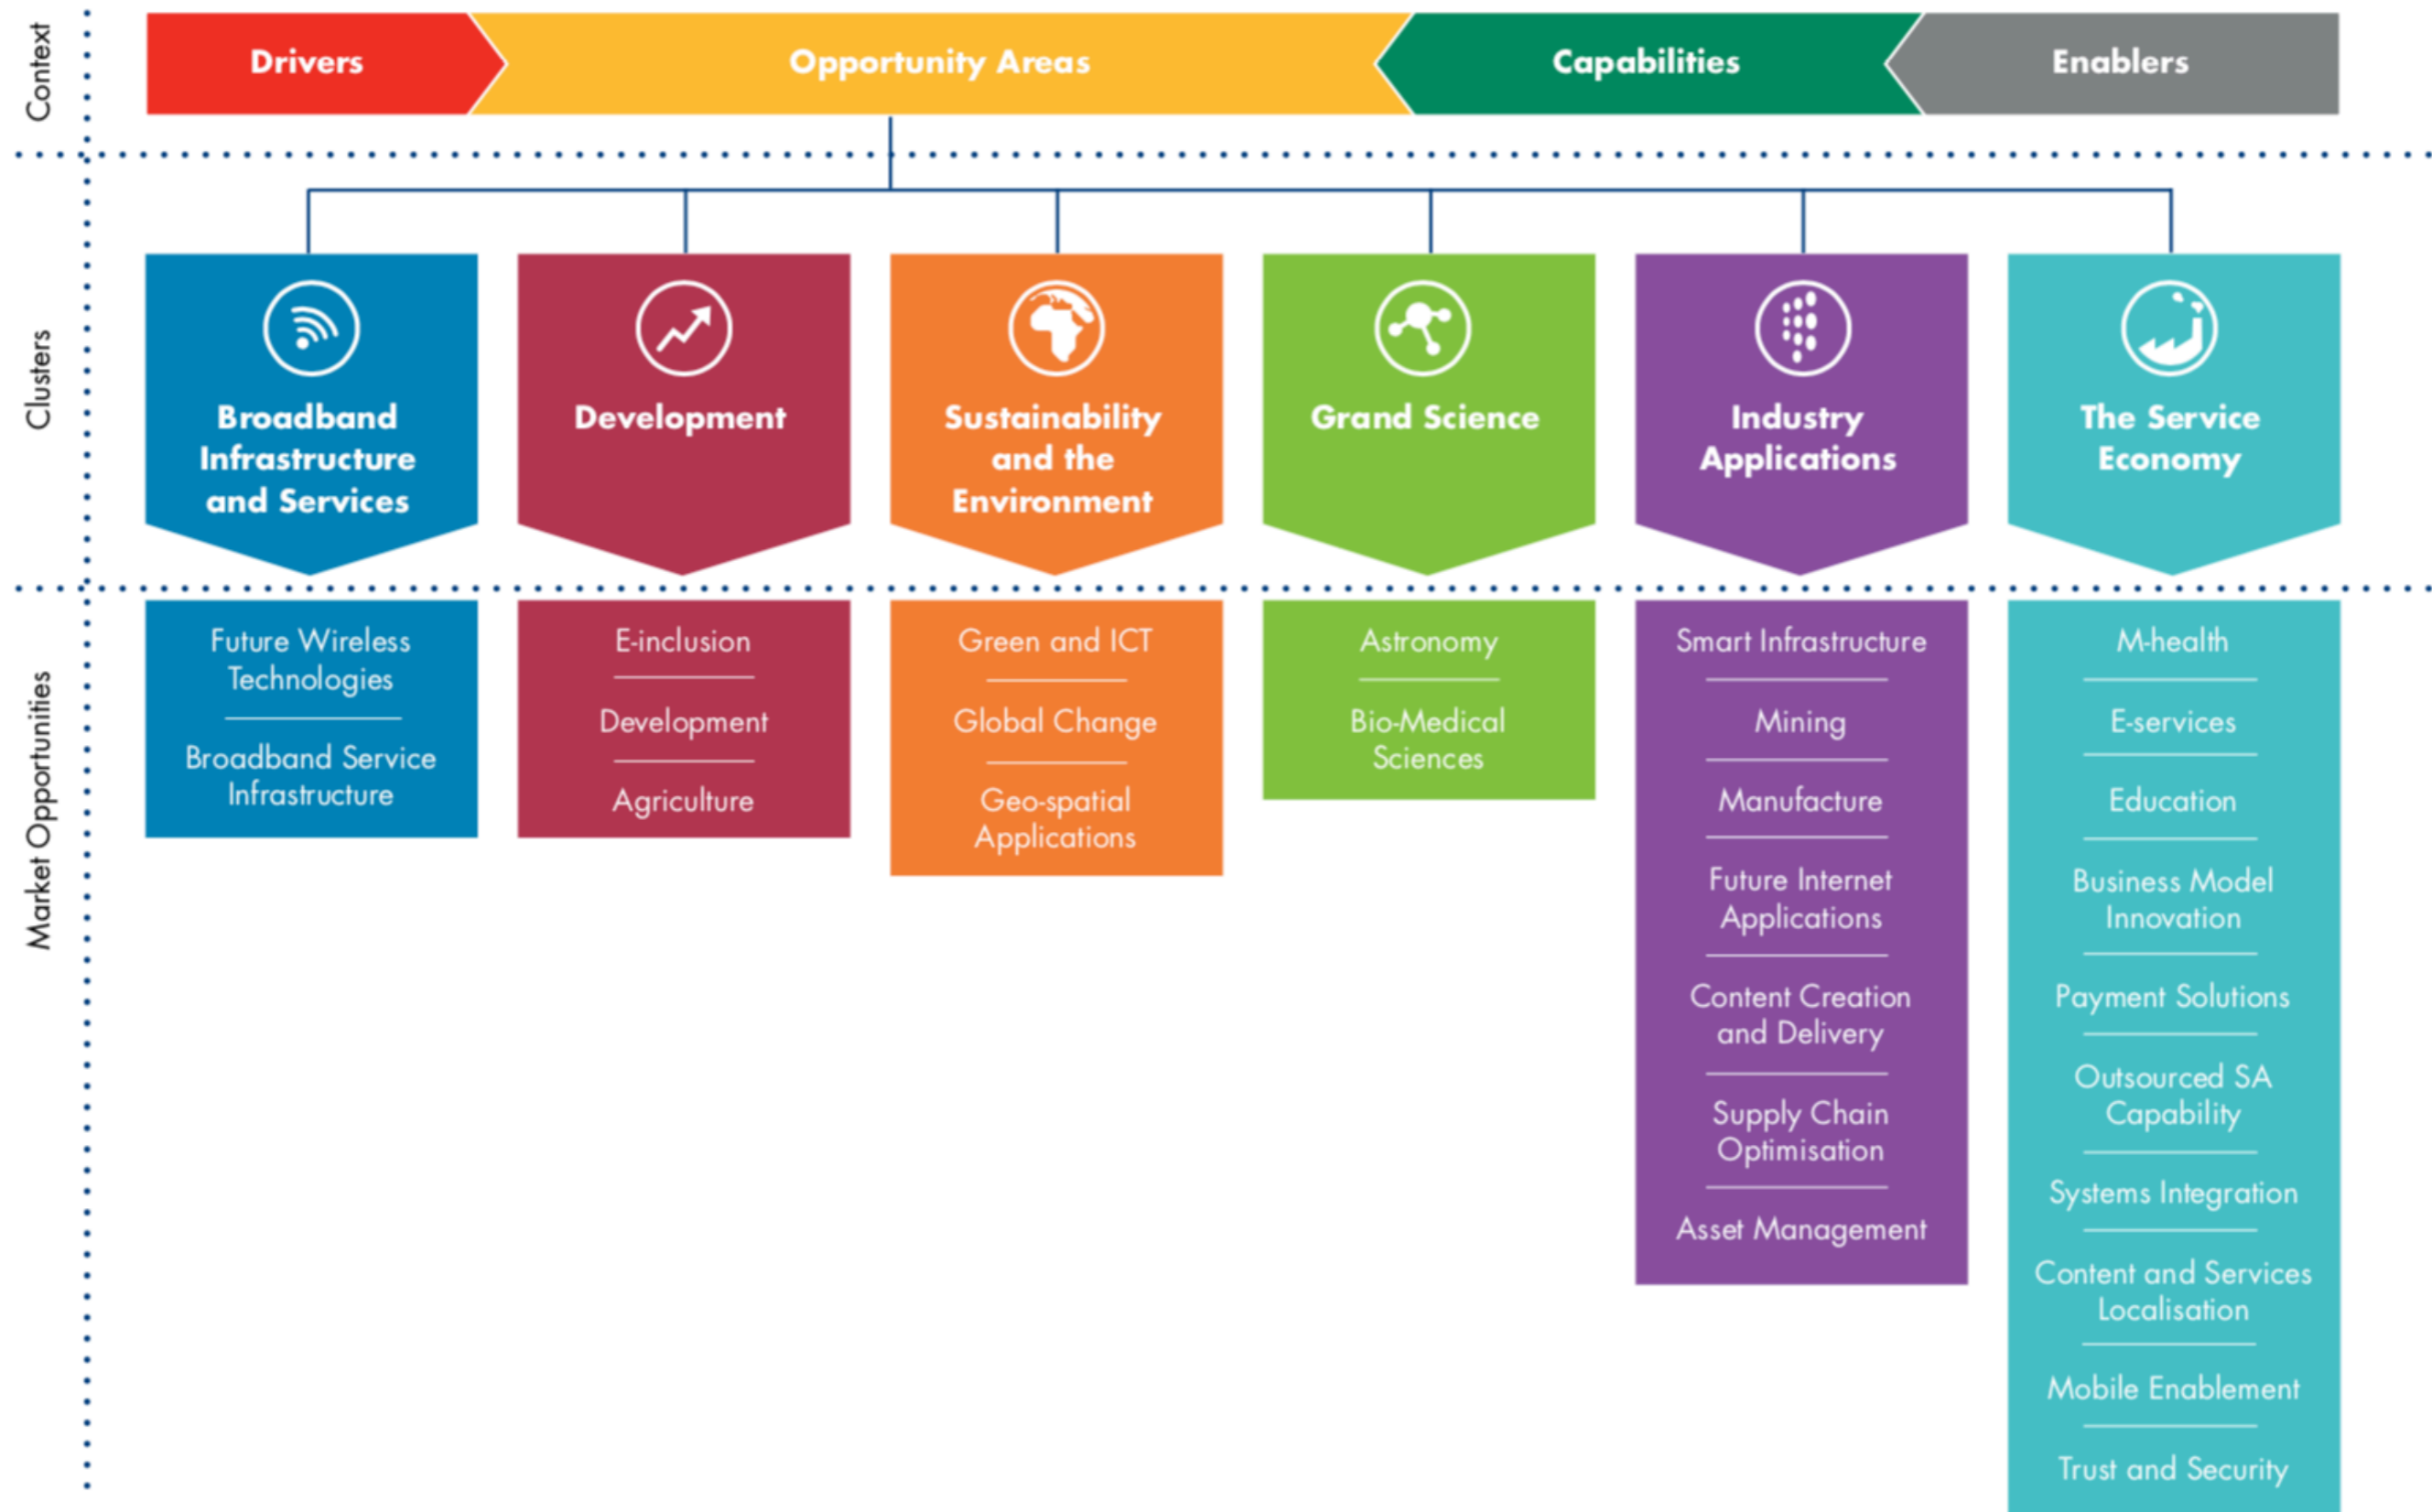 Context
Drivers
Opportunity Areas
Capabilities
Enablers
Clusters
Broadband
Infrastructure
and Services
Development
Sustainability
and the
Environment
Grand Science
Industry
Applications
The Service
Economy
Market Opportunities
Future Wireless
Technologies
Broadband Service
Infrastructure
E-inclusion
Development
Agriculture
Green and ICT
Global Change
Geo-spatial
Applications
Astronomy
Bio-Medical
Sciences
Smart Infrastructure
Mining
Manufacture
Future Internet
Applications
Content Creation
and Delivery
Supply Chain
Optimisation
Asset Management
M-health
E-services
Education
Business Model
Innovation
Payment Solutions
Outsourced SA
Capability
Systems Integration
Content and Services
Localisation
Mobile Enablement
Trust and Security